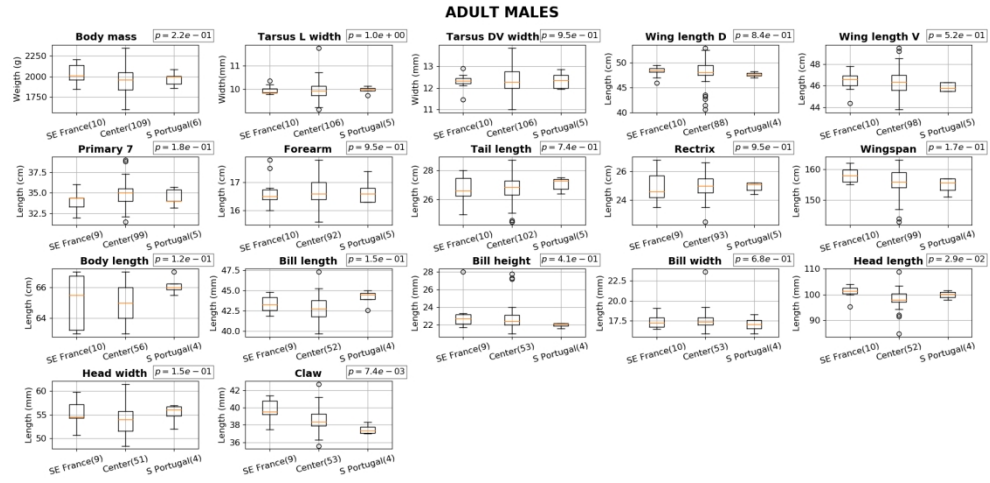 ADULT MALES
Body mass
p = 2.2e − 01
Weigth (g)
2250
2000
1750
SE France(10) Center(109) S Portugal(6)
Tarsus L width
p = 1.0e + 00
Width(mm)
11
10
SE France(10) Center(106) S Portugal(5)
Tarsus DV width
p = 9.5e − 01
Width (mm)
13
12
11
SE France(10) Center(106) S Portugal(5)
Wing length D
p = 8.4e − 01
Length (cm)
50
45
40
SE France(10) Center(88) S Portugal(4)
Wing length V
p = 5.2e − 01
Length (cm)
48
46
44
SE France(10) Center(98) S Portugal(5)
Primary 7
p = 1.8e − 01
Length (cm)
37.5
35.0
32.5
SE France(9) Center(99) S Portugal(5)
Forearm
p = 9.5e − 01
Length (cm)
17
16
SE France(10) Center(92) S Portugal(5)
Tail length
p = 7.4e − 01
Length (cm)
28
26
SE France(10) Center(102) S Portugal(5)
Rectrix
p = 9.5e − 01
Length (cm)
26
24
SE France(9) Center(93) S Portugal(5)
Wingspan
p = 1.7e − 01
Length (cm)
160
150
SE France(10) Center(99) S Portugal(4)
Body length
p = 1.2e − 01
Length (cm)
66
64
SE France(10) Center(56) S Portugal(4)
Bill length
p = 1.5e − 01
Length (mm)
47.5
45.0
42.5
40.0
SE France(9) Center(52) S Portugal(4)
Bill height
p = 4.1e − 01
Length (mm)
28
26
24
22
SE France(9) Center(53) S Portugal(4)
Bill width
p = 6.8e − 01
Length (mm)
22.5
20.0
17.5
SE France(10) Center(53) S Portugal(4)
Head length
p = 2.9e − 02
Length (mm)
110
100
90
SE France(10) Center(52) S Portugal(4)
Head width
p = 1.5e − 01
Length (mm)
60
55
50
SE France(9) Center(51) S Portugal(4)
Claw
p = 7.4e − 03
Length (mm)
42
40
38
36
SE France(9) Center(53) S Portugal(4)